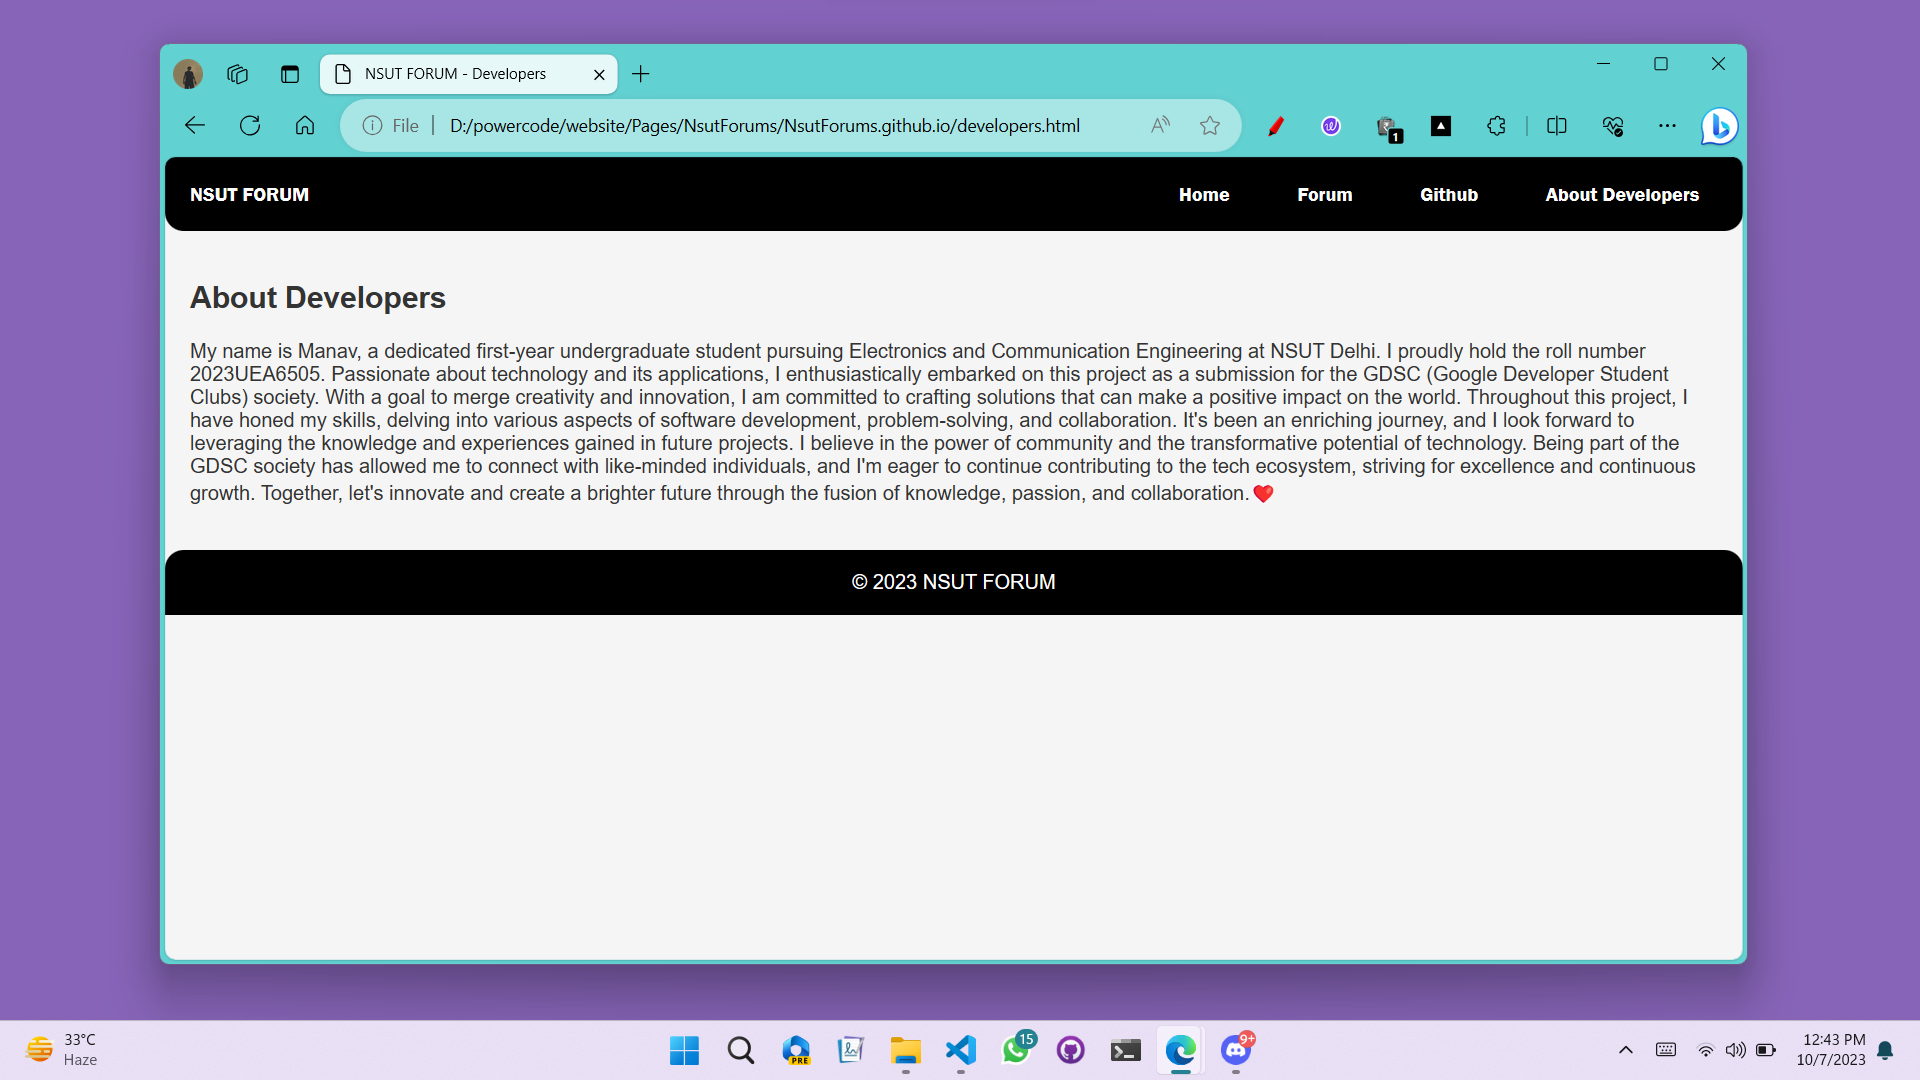 NSUT FORUM - Developers
File
D:/powercode/website/Pages/NsutForums/NsutForums.github.io/developers.html
1
NSUT FORUM
Home
Forum
Github
About Developers
About Developers
My name is Manav, a dedicated first-year undergraduate student pursuing Electronics and Communication Engineering at NSUT Delhi. I proudly hold the roll number
2023UEA6505. Passionate about technology and its applications, I enthusiastically embarked on this project as a submission for the GDSC (Google Developer Student
Clubs) society. With a goal to merge creativity and innovation, I am committed to crafting solutions that can make a positive impact on the world. Throughout this project, I
have honed my skills, delving into various aspects of software development, problem-solving, and collaboration. It's been an enriching journey, and I look forward to
leveraging the knowledge and experiences gained in future projects. I believe in the power of community and the transformative potential of technology. Being part of the
GDSC society has allowed me to connect with like-minded individuals, and I'm eager to continue contributing to the tech ecosystem, striving for excellence and continuous
growth. Together, let's innovate and create a brighter future through the fusion of knowledge, passion, and collaboration.❤️
© 2023 NSUT FORUM
33°C
Haze
PRE
15
9+
12:43 PM
10/7/2023